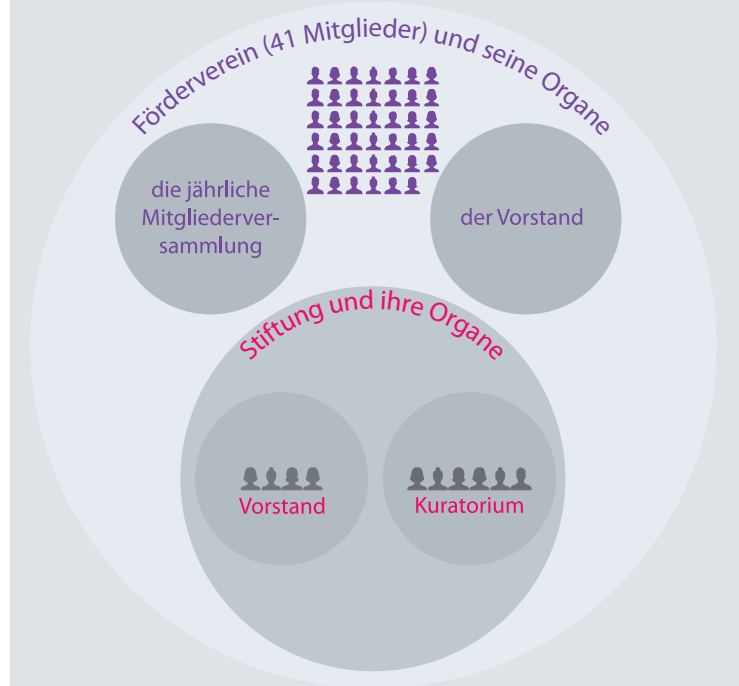 Förderverein (41 Mitglieder) und seine Organe
die jährliche
Mitgliederver-
sammlung
der Vorstand
Stiftung und ihre Organe
Vorstand
Kuratorium